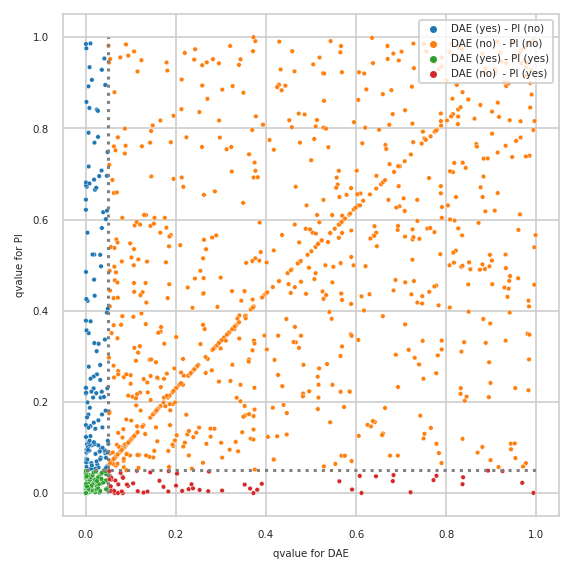 DAE (yes) - PI (no)
DAE (no)  - PI (no)
DAE (yes) - PI (yes)
DAE (no)  - PI (yes)
1.0
0.8
0.6
0.4
0.2
0.0
qvalue for PI
0.0 0.2 0.4 0.6 0.8 1.0
qvalue for DAE